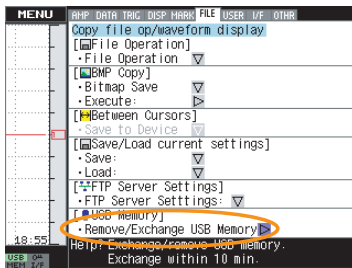 MENU
AMP DATA TRIG DISP MARK FILE USER I/F OTHR
Copy file op/waveform display
[File Operation]
・File Operation ▽
[BMP Copy]
・Bitmap Save ▽
・Execute: ▷
[Between Cursors]
・Save to Device ▽
[Save/Load current settings]
・Save: ▽
・Load: ▽
[FTP Server Settings]
・FTP Server Setttings: ▽
[USB Memory]
・Remove/Exchange USB Memory ▷
18:55
Help? Exchange/remove USB memory.
Exchange within 10 min.
USB
MEM I/F